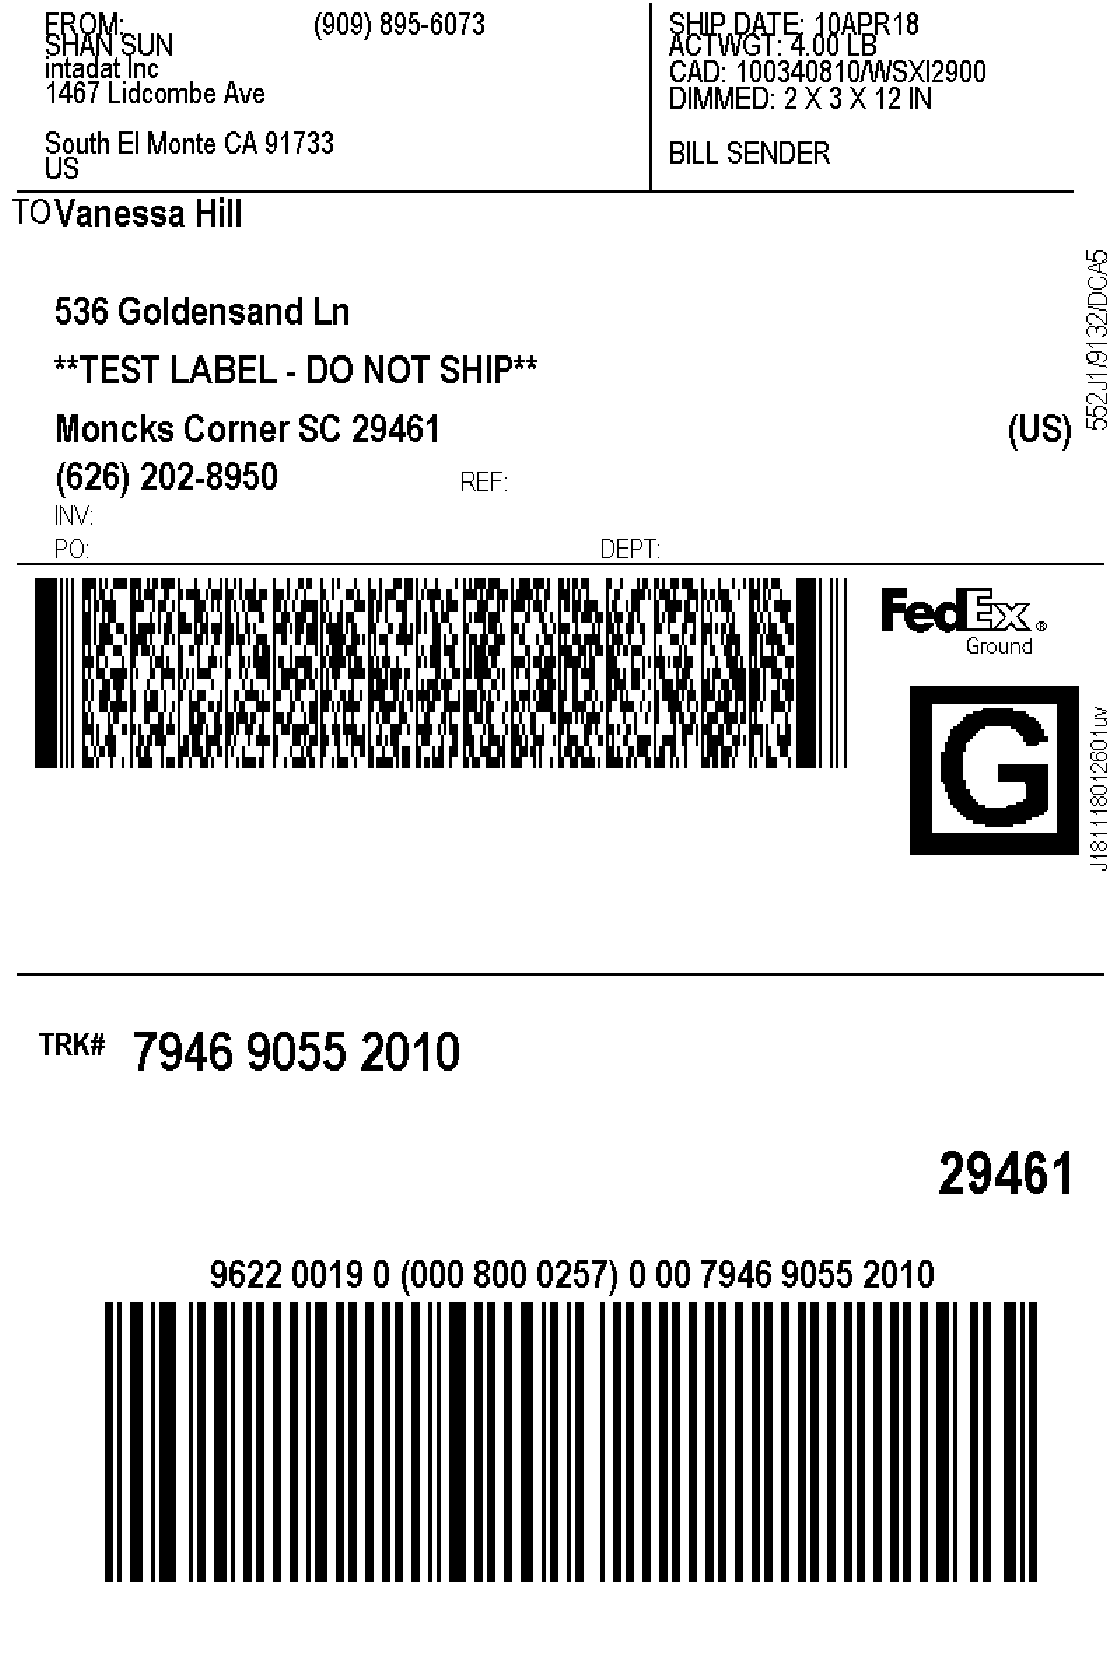 FROM: (909) 895-6073
SHAN SUN
intadat Inc
1467 Lidcombe Ave
South El Monte CA 91733
US
SHIP DATE: 10APR18
ACTWGT: 4.00 LB
CAD: 100340810/WSXI2900
DIMMED: 2 X 3 X 12 IN
BILL SENDER
TO Vanessa Hill
536 Goldensand Ln
**TEST LABEL - DO NOT SHIP**
Moncks Corner SC 29461 (US)
(626) 202-8950 REF:
INV:
PO: DEPT:
552J1/9132/DCA5
FedEx®
Ground
G
J181118012601uv
TRK# 7946 9055 2010
29461
9622 0019 0 (000 800 0257) 0 00 7946 9055 2010